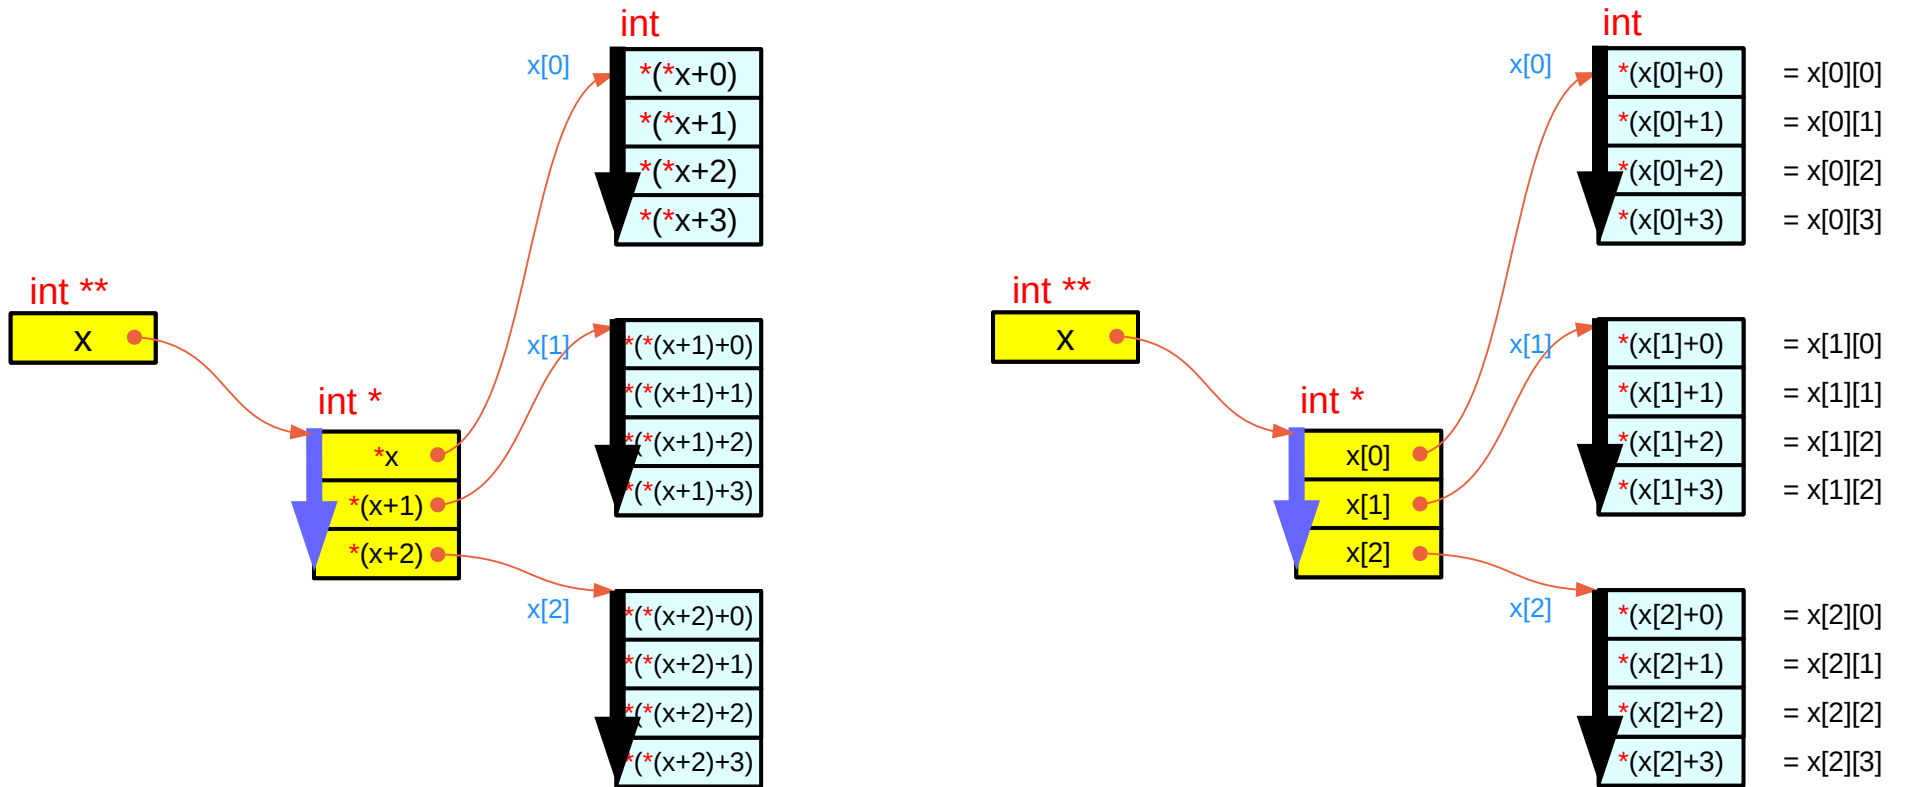 int
x[0]
*(*x+0)
*(*x+1)
*(*x+2)
*(*x+3)
int **
x
x[1]
*(*(x+1)+0)
*(*(x+1)+1)
*(*(x+1)+2)
*(*(x+1)+3)
int *
*x
*(x+1)
*(x+2)
x[2]
*(*(x+2)+0)
*(*(x+2)+1)
*(*(x+2)+2)
*(*(x+2)+3)
int
x[0]
*(x[0]+0) = x[0][0]
*(x[0]+1) = x[0][1]
*(x[0]+2) = x[0][2]
*(x[0]+3) = x[0][3]
int **
x
x[1]
*(x[1]+0) = x[1][0]
*(x[1]+1) = x[1][1]
*(x[1]+2) = x[1][2]
*(x[1]+3) = x[1][2]
int *
x[0]
x[1]
x[2]
x[2]
*(x[2]+0) = x[2][0]
*(x[2]+1) = x[2][1]
*(x[2]+2) = x[2][2]
*(x[2]+3) = x[2][3]